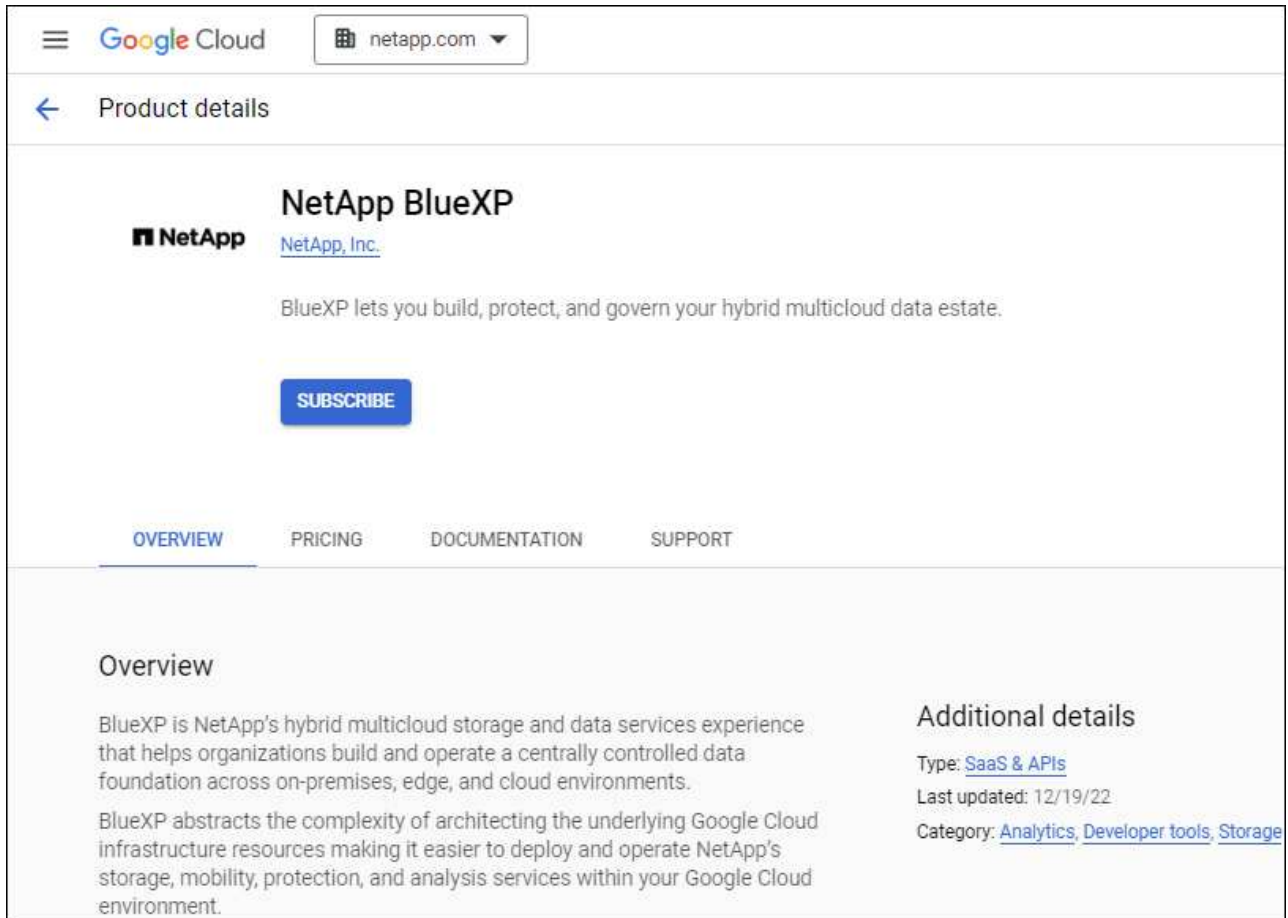 Google Cloud
netapp.com
Product details
NetApp
NetApp BlueXP
NetApp, Inc.
BlueXP lets you build, protect, and govern your hybrid multicloud data estate.
SUBSCRIBE
OVERVIEW PRICING DOCUMENTATION SUPPORT
Overview
BlueXP is NetApp's hybrid multicloud storage and data services experience
that helps organizations build and operate a centrally controlled data
foundation across on-premises, edge, and cloud environments.
BlueXP abstracts the complexity of architecting the underlying Google Cloud
infrastructure resources making it easier to deploy and operate NetApp's
storage, mobility, protection, and analysis services within your Google Cloud
environment.
Additional details
Type: SaaS & APIs
Last updated: 12/19/22
Category: Analytics, Developer tools, Storage